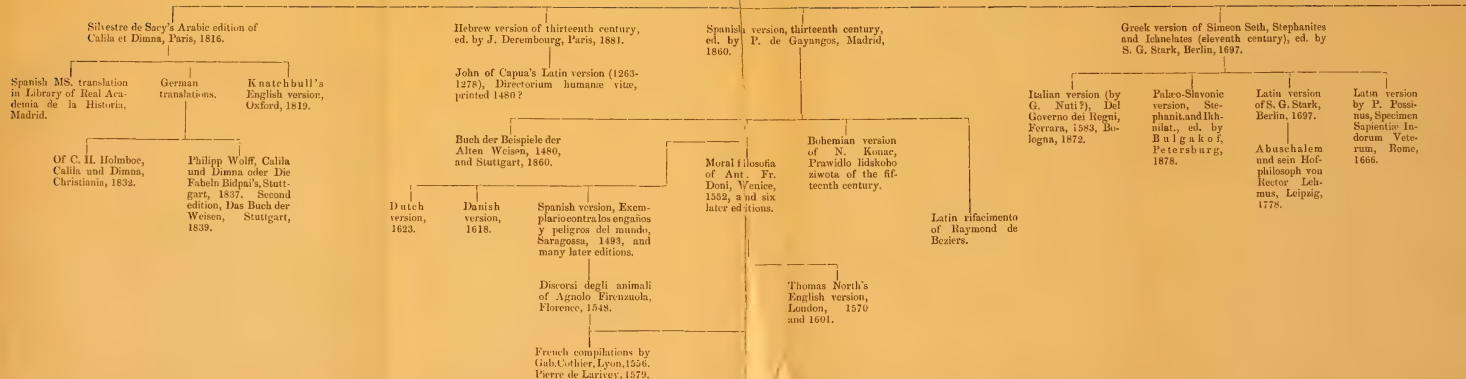 Silvestre de Sacy's Arabic edition of
Calila et Dimna, Paris, 1816.
Hebrew version of thirteenth century,
ed. by J. Derembourg, Paris, 1881.
Spanish version, thirteenth century,
ed. by P. de Gayangos, Madrid,
1860.
Greek version of Simeon Seth, Stephanites
and Ichnelates (eleventh century), ed. by
S. G. Stark, Berlin, 1697.
Spanish MS. translation
in Library of Real Aca-
demia de la Historia,
Madrid.
German
translations.
Knatchbull's
English version,
Oxford, 1819.
John of Capua's Latin version (1263-
1278), Directorium humanæ vitæ,
printed 1480?
Italian version (by
G. Nuti?), Del
Governo dei Regni,
Ferrara, 1583, Bo-
logna, 1872.
Palæo-Slavonic
version, Ste-
phanit.and Ikh-
nilat., ed. by
Bulgakof,
Petersburg,
1878.
Latin version
of S. G. Stark,
Berlin, 1697.
Latin version
by P. Possi-
nus, Specimen
Sapientiæ In-
dorum Vete-
rum, Rome,
1666.
Of C. H. Holmboe,
Calila und Dimna,
Christiania, 1832.
Philipp Wolff, Calila
und Dimna oder Die
Fabeln Bidpai's, Stutt-
gart, 1837. Second
edition, Das Buch der
Weisen, Stuttgart,
1839.
Buch der Beispiele der
Alten Weisen, 1480,
and Stuttgart, 1860.
Moral filosofia
of Ant. Fr.
Doni, Venice,
1552, and six
later editions.
Bohemian version
of N. Konac,
Prawidlo lidskoho
ziwota of the fif-
teenth century.
Abuschalem
und sein Hof-
philosoph von
Rector Leh-
mus, Leipzig,
1778.
Dutch
version,
1623.
Danish
version,
1618.
Spanish version, Exem-
plario contra los engaños
y peligros del mundo,
Saragossa, 1493, and
many later editions.
Latin rifacimento
of Raymond de
Beziers.
Discorsi degli animali
of Agnolo Firenzuola,
Florence, 1548.
Thomas North's
English version,
London, 1570
and 1601.
French compilations by
Gab. Cothier, Lyon, 1556.
Pierre de Larivey, 1579.